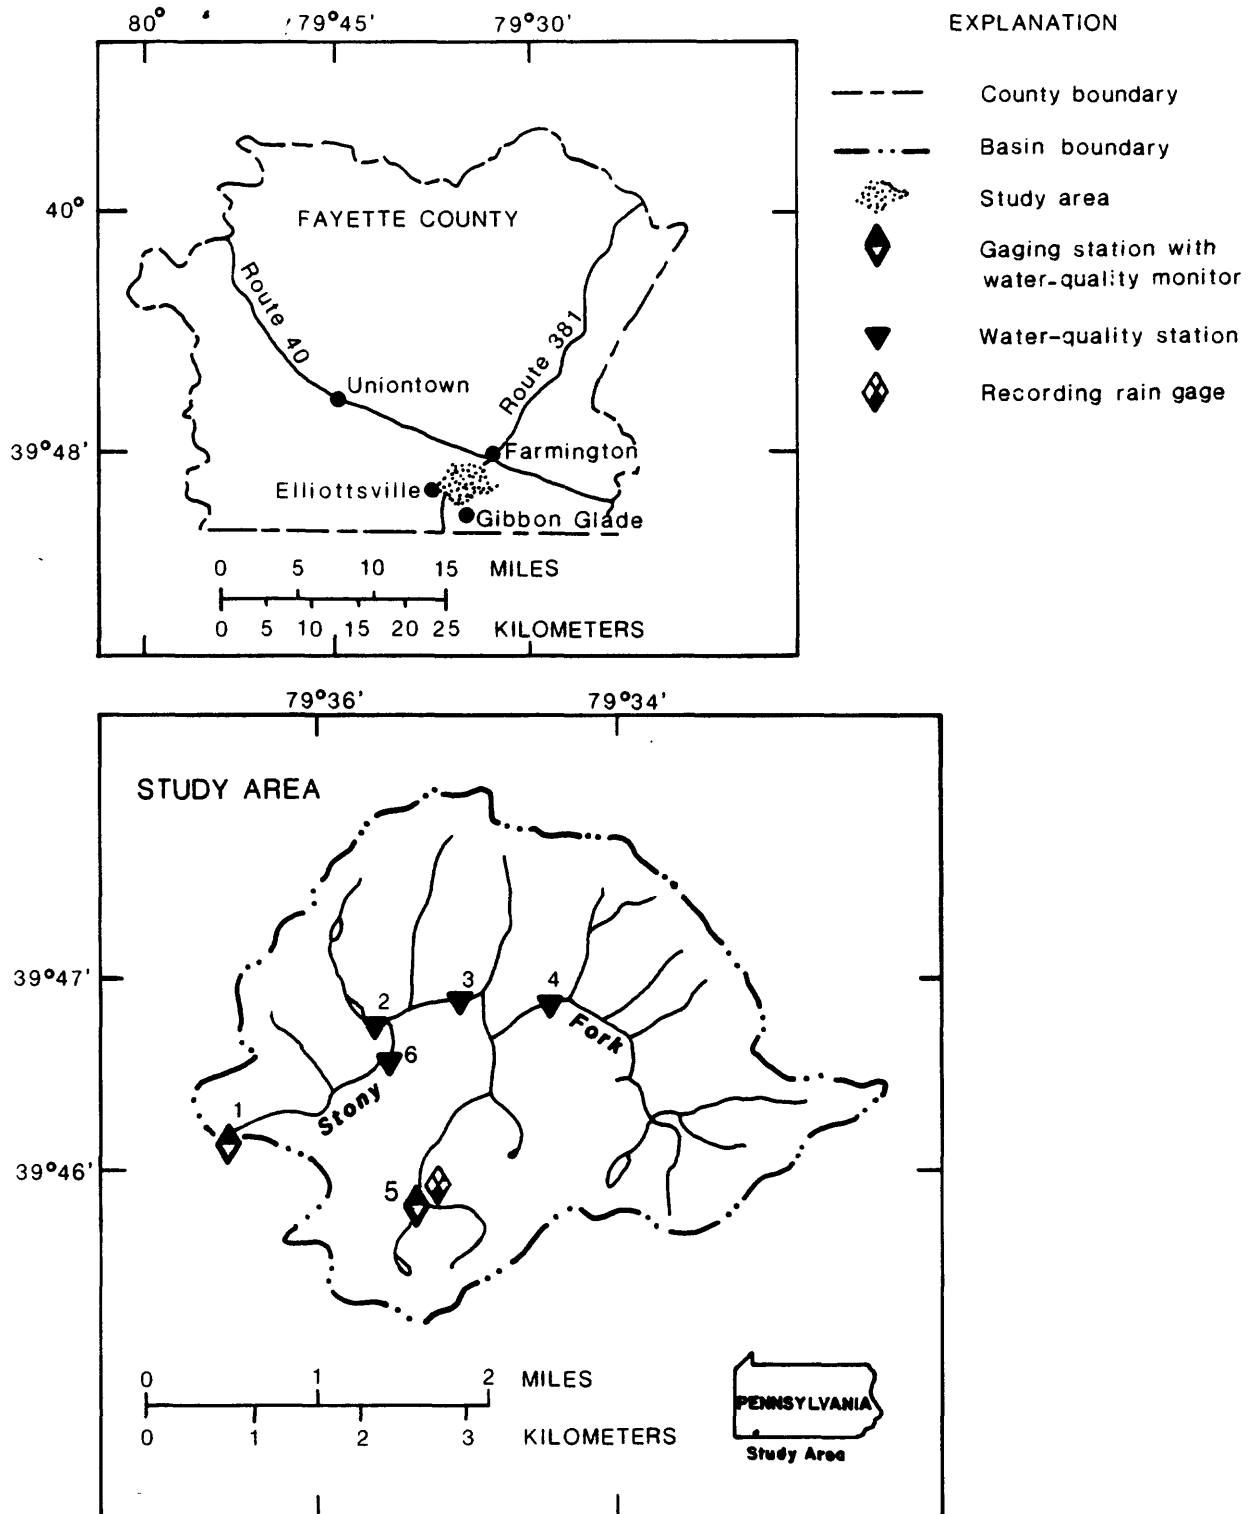 80° 79°45' 79°30'
EXPLANATION
County boundary
Basin boundary
Study area
Gaging station with
water-quality monitor
Water-quality station
Recording rain gage
40°
FAYETTE COUNTY
Route 40
Route 381
Uniontown
39°48'
Farmington
Elliottsville
Gibbon Glade
0 5 10 15 MILES
0 5 10 15 20 25 KILOMETERS
79°36' 79°34'
STUDY AREA
39°47'
3
4
2
Fork
6
Stony
1
39°46'
5
0 1 2 MILES
0 1 2 3 KILOMETERS
PENNSYLVANIA
Study Area